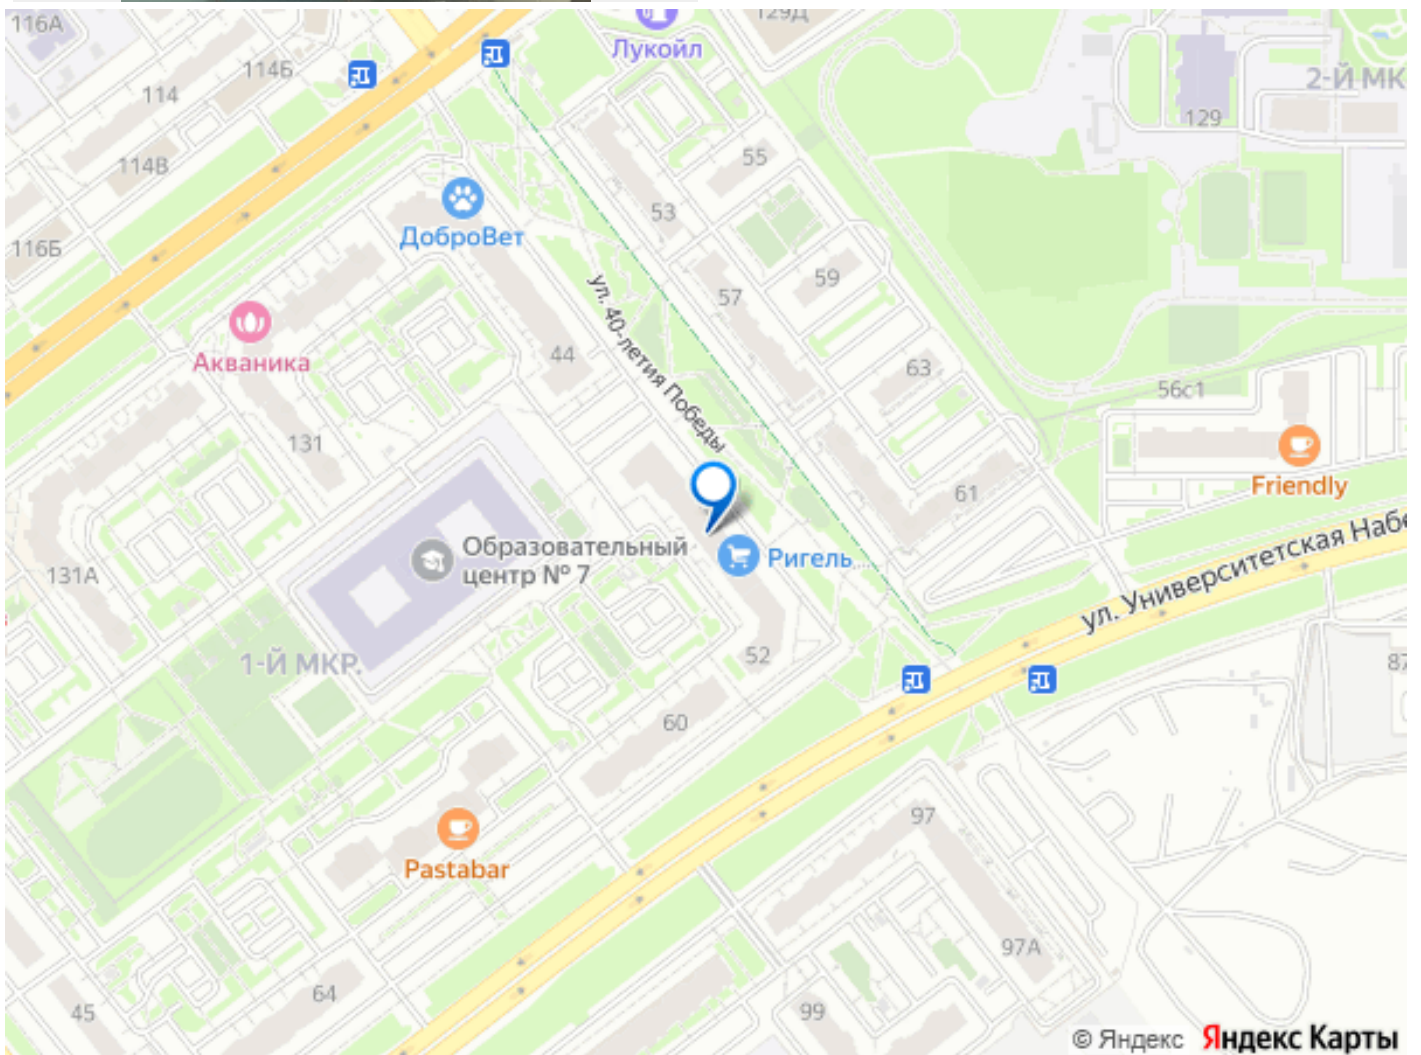 116А
129Д
Лукойл
114Б
114
2-Й МК
129
114В
55
53
116Б
ДоброВет
59
57
ул. 40-летия Победы
Акваника
44
63
56с1
131
61
Friendly
Образовательный
центр № 7
Ригель...
131А
ул. Университетская Набе
52
1-Й МКР.
87
60
97
Pastabar
97А
64
99
45
© Яндекс Яндекс Карты